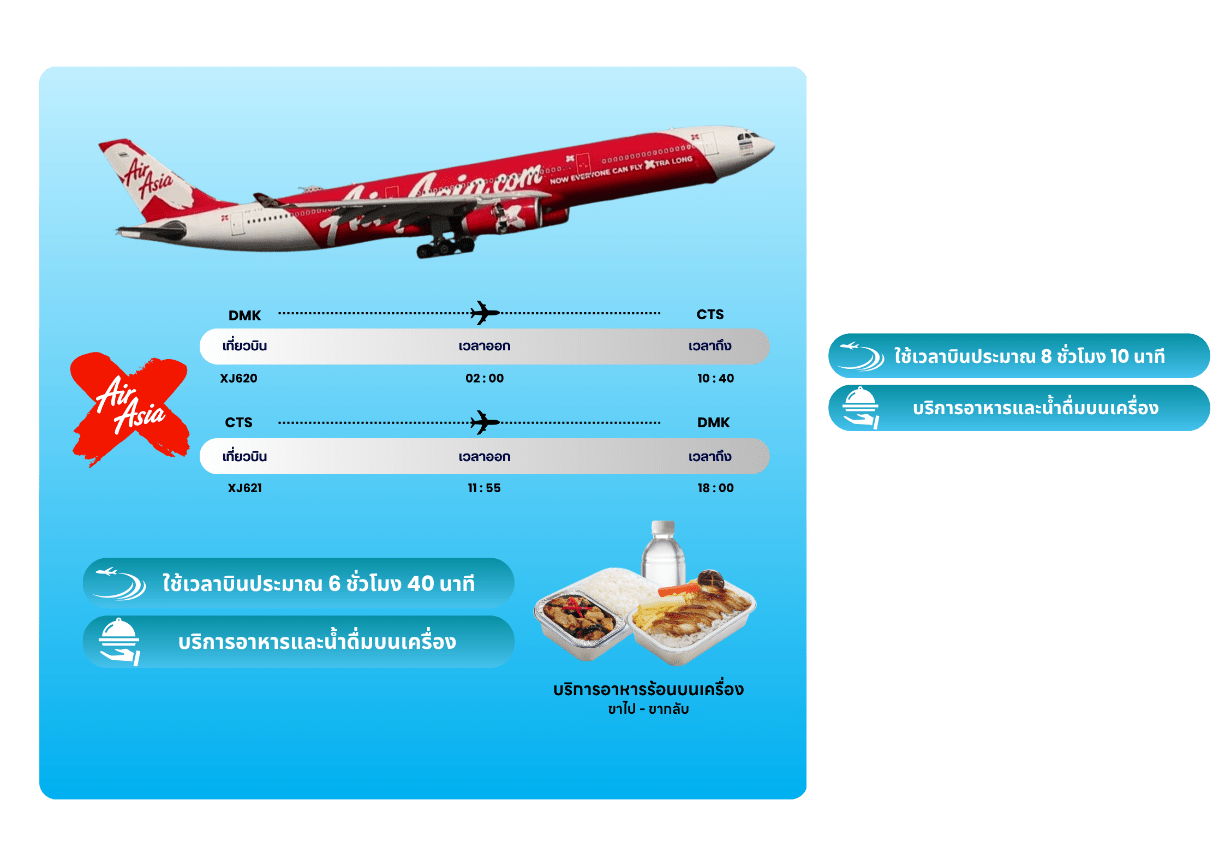 Air
Asia
AirAsia.com
NOW EVERYONE CAN FLY XTRA LONG
DMK
CTS
เที่ยวบิน
เวลาออก
เวลาถึง
XJ620
02 : 00
10 : 40
Air
Asia
CTS
DMK
เที่ยวบิน
เวลาออก
เวลาถึง
XJ621
11 : 55
18 : 00
ใช้เวลาบินประมาณ 6 ชั่วโมง 40 นาที
บริการอาหารและน้ำดื่มบนเครื่อง
บริการอาหารร้อนบนเครื่อง
ขาไป - ขากลับ
ใช้เวลาบินประมาณ 8 ชั่วโมง 10 นาที
บริการอาหารและน้ำดื่มบนเครื่อง